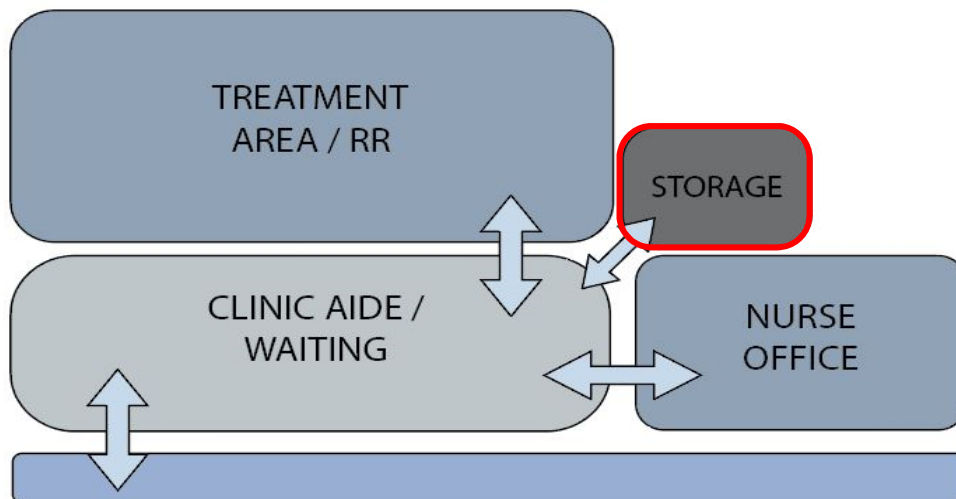 TREATMENT
AREA / RR
STORAGE
CLINIC AIDE /
WAITING
NURSE
OFFICE